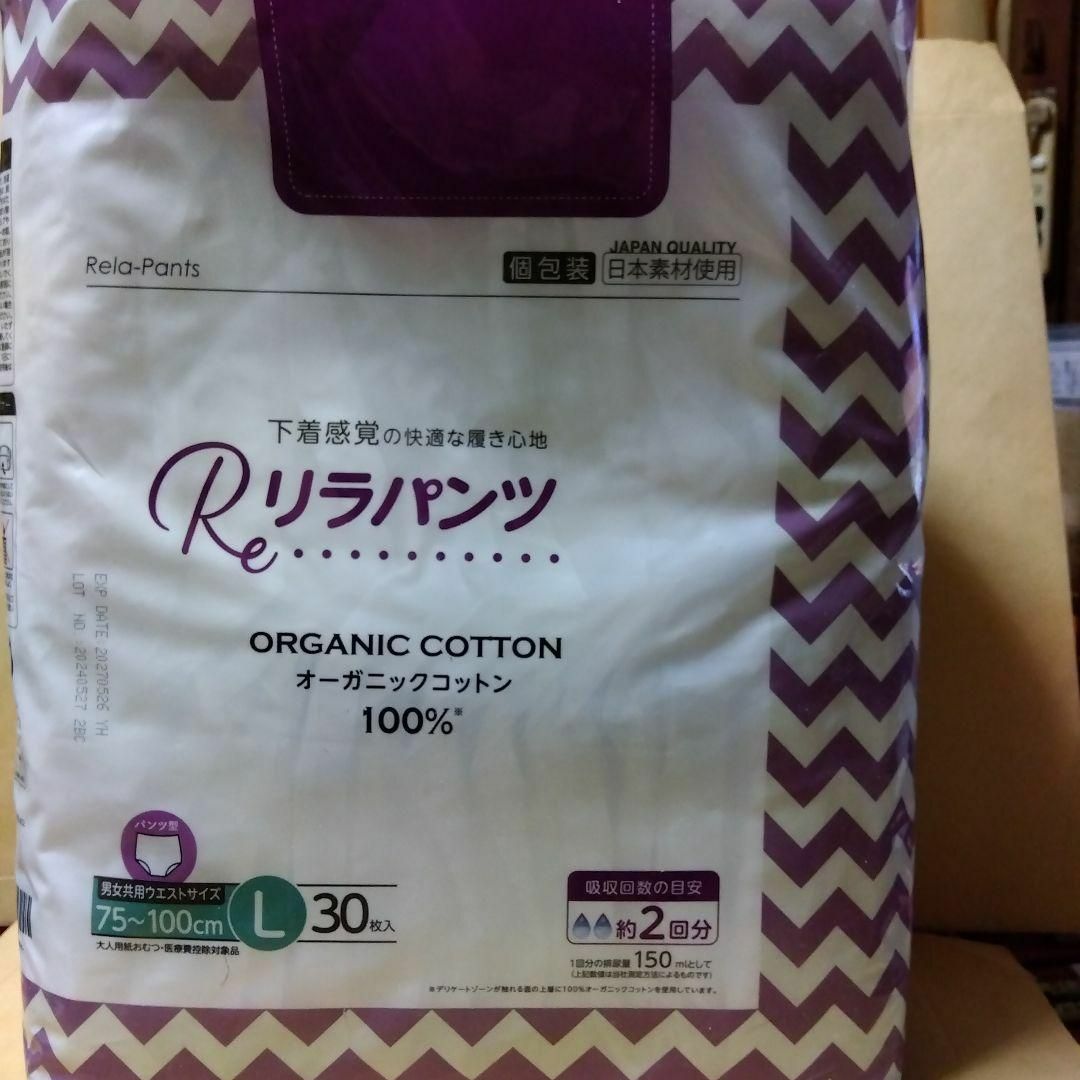 Rela-Pants
個包装
JAPAN QUALITY
日本素材使用
下着感覚の快適な履き心地
Re リラパンツ
ORGANIC COTTON
オーガニックコットン
100%※
EXP DATE:20270526 YH
LOT NO :20240527 2BC
パンツ型
男女共用ウエストサイズ
75~100cm
L
30枚入
大人用紙おむつ・医療費控除対象品
吸収回数の目安
約2回分
1回分の排尿量150mlとして
(上記数値は当社測定方法によるものです)
※デリケートゾーンが触れる面の上層に100%オーガニックコットンを使用しています。